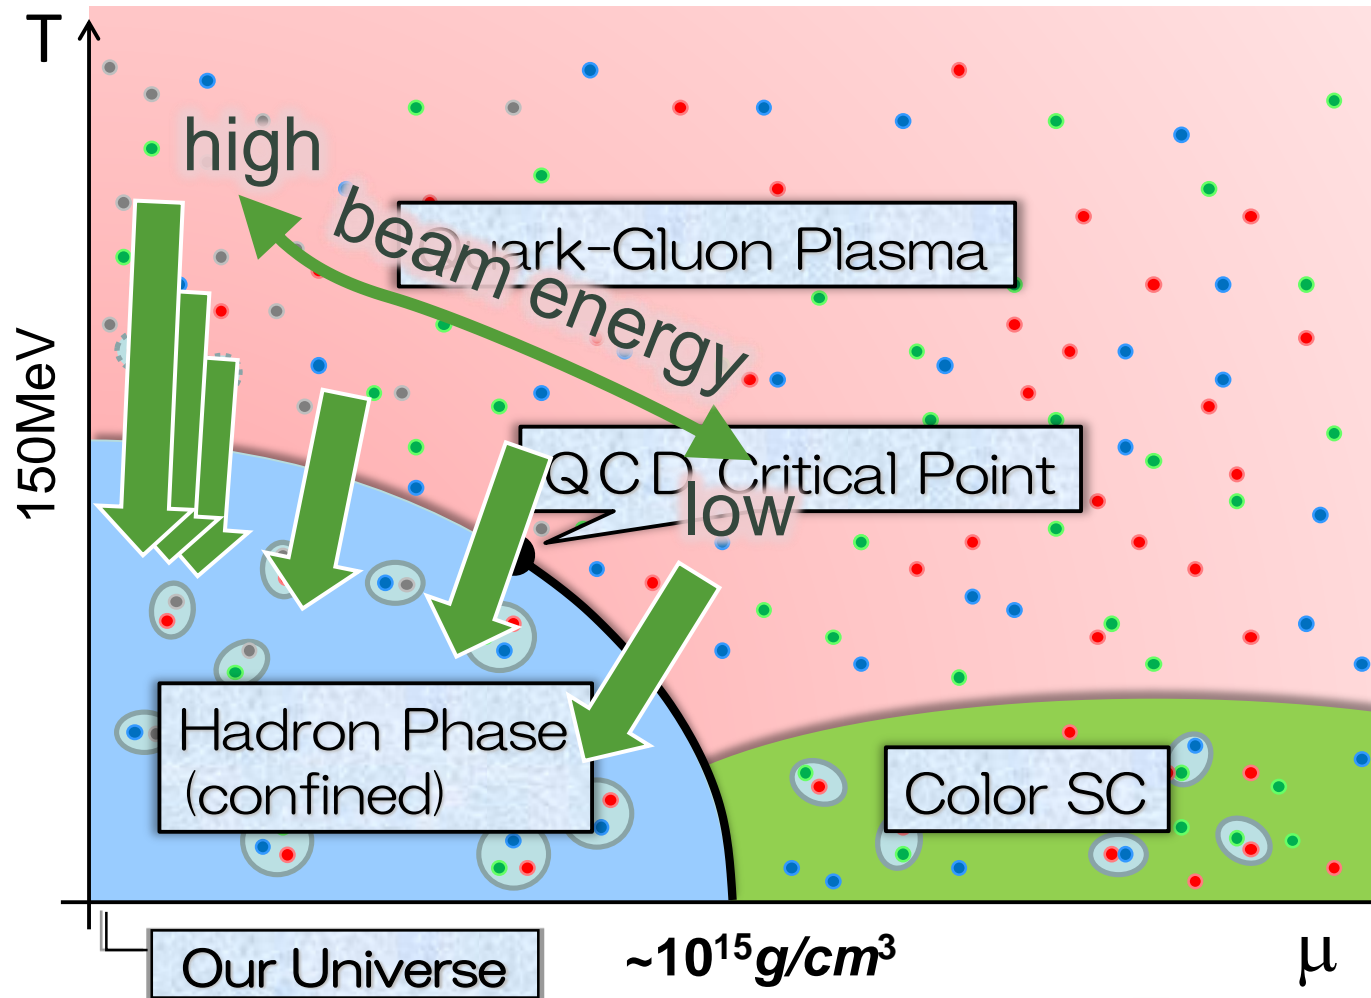 T
high
beam energy
Quark-Gluon Plasma
150MeV
QCD Critical Point
low
Hadron Phase
(confined)
Color SC
Our Universe
~10¹⁵g/cm³
μ